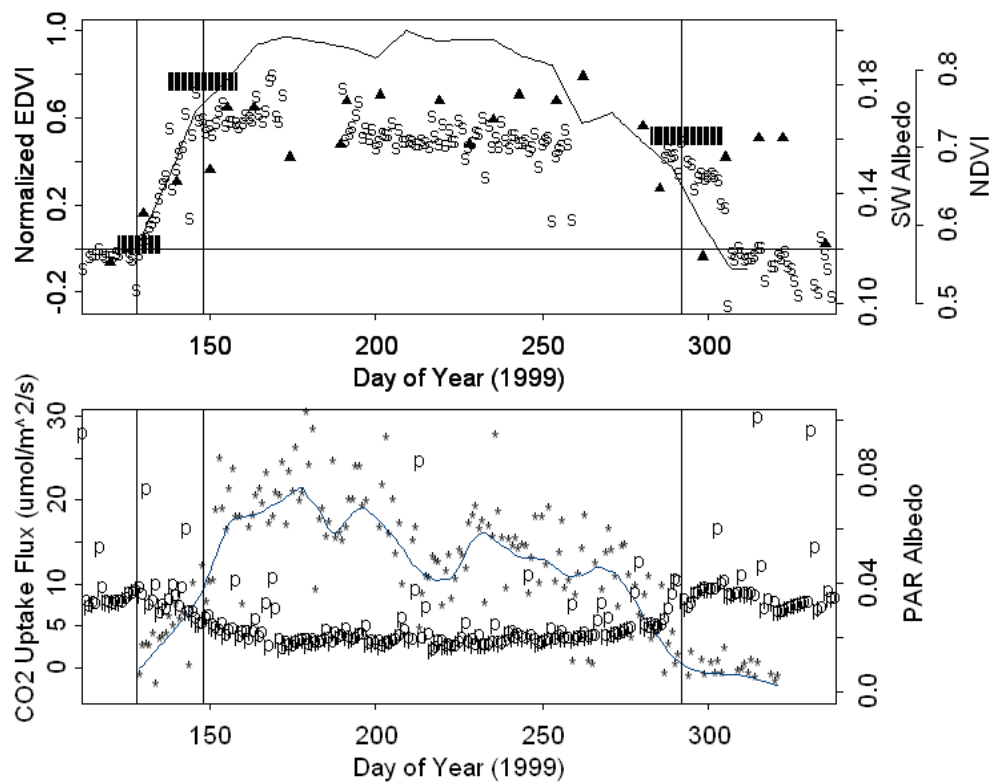 1.0
0.6
0.2
-0.2
Normalized EDVI
0.18
0.14
0.10
SW Albedo
0.8
0.7
0.6
0.5
NDVI
150 200 250 300
Day of Year (1999)
30
20
10
5
0
CO2 Uptake Flux (umol/m^2/s)
0.08
0.04
0.0
PAR Albedo
150 200 250 300
Day of Year (1999)